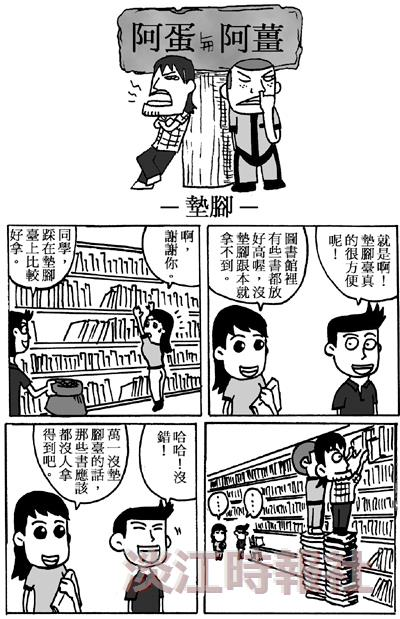 阿蛋 阿薑
— 墊腳 —
同學，
踩在墊腳
臺上比較
好拿。
啊，
謝謝你。
圖書館裡
有些書都放
好高喔，沒
墊腳跟本就
拿不到。
就是啊！
墊腳臺真
的很方便
呢！
萬一沒墊
腳臺的話，
那些書應該
都沒人拿
得到吧。
哈哈！沒
錯！
…
…
淡江時報社